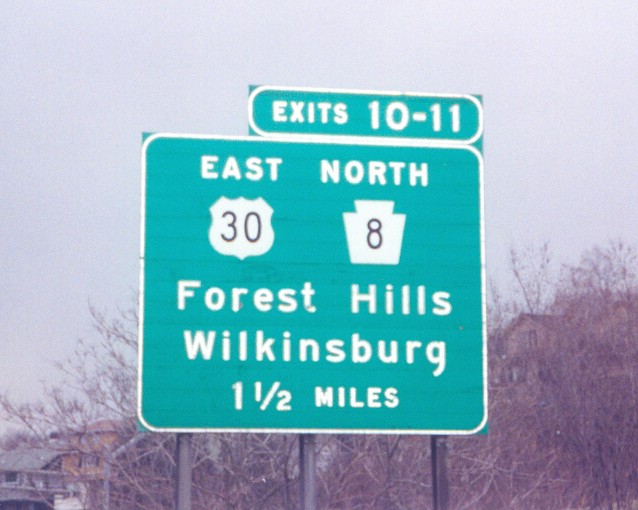 EXITS 10-11
EAST NORTH
30 8
Forest Hills
Wilkinsburg
1 1/2 MILES